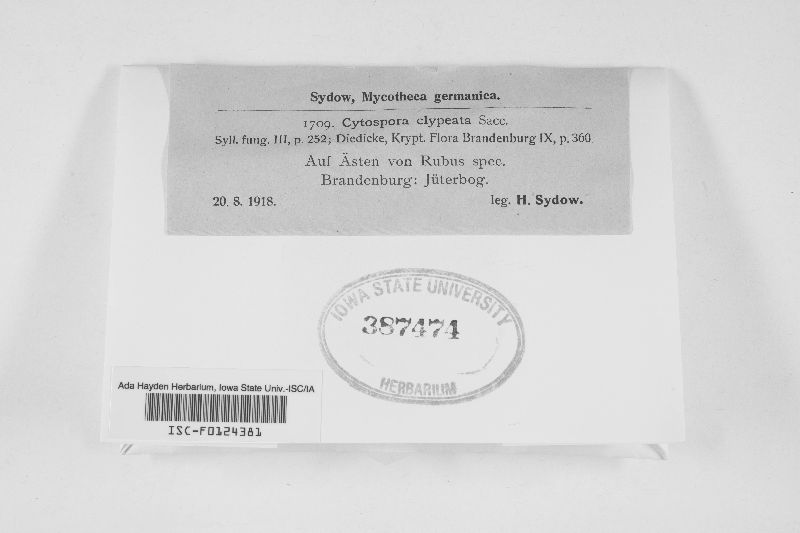 Sydow, Mycotheca germanica.
1709. Cytospora clypeata Sacc.
Syll. fung. III, p. 252; Diedicke, Krypt. Flora Brandenburg IX, p. 360.
Auf Ästen von Rubus spec.
Brandenburg: Jüterbog.
20. 8. 1918. leg. H. Sydow.
IOWA STATE UNIVERSITY
387474
HERBARIUM
Ada Hayden Herbarium, Iowa State Univ.-ISC/IA
ISC-F0124381